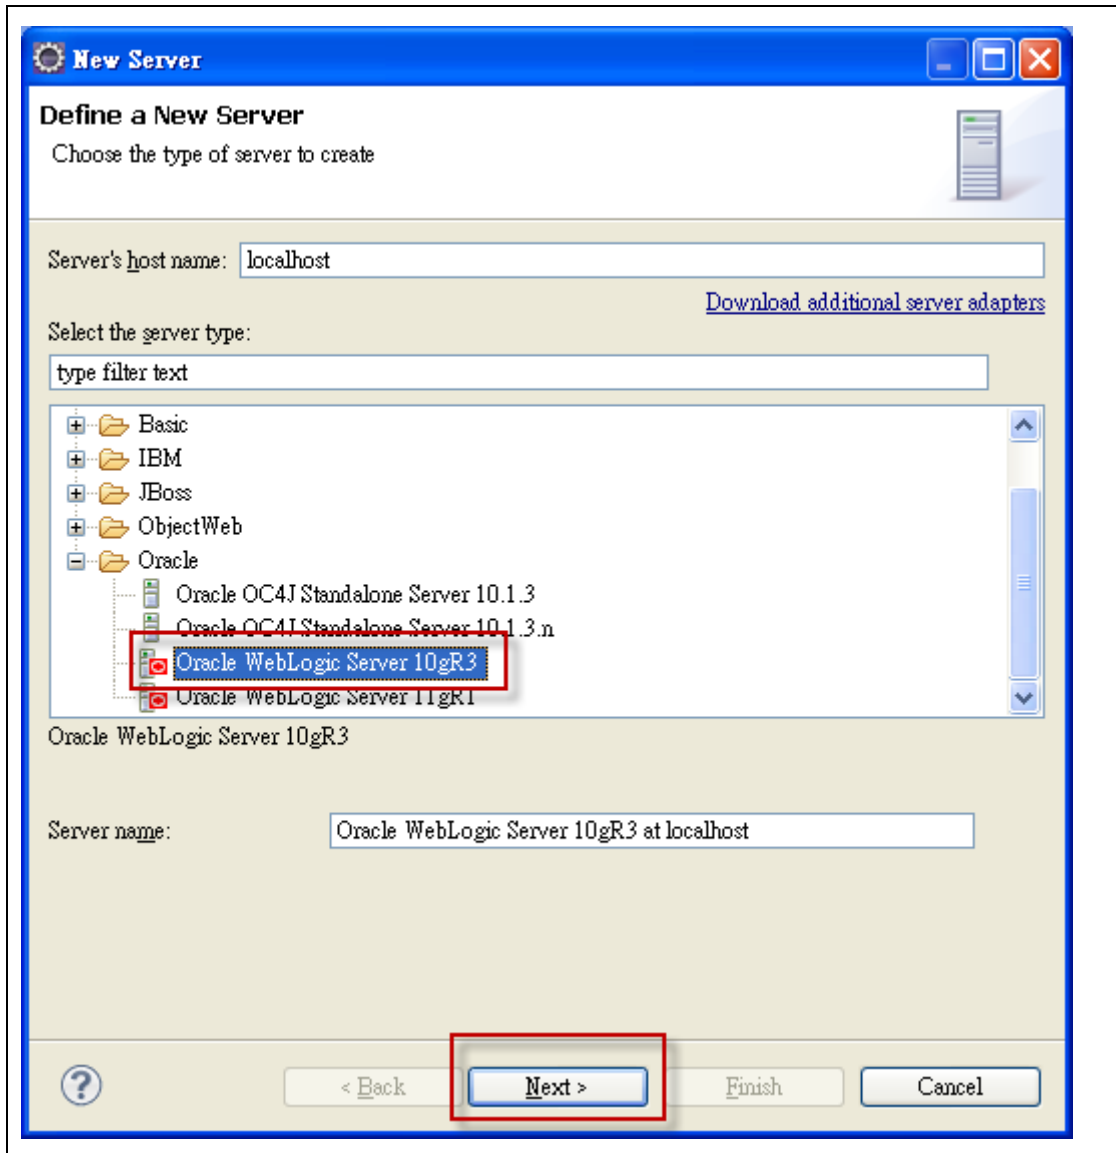 New Server
Define a New Server
Choose the type of server to create
Server's host name: localhost
Download additional server adapters
Select the server type:
type filter text
Basic
IBM
JBoss
ObjectWeb
Oracle
Oracle OC4J Standalone Server 10.1.3
Oracle OC4J Standalone Server 10.1.3.n
Oracle WebLogic Server 10gR3
Oracle WebLogic Server 11gR1
Oracle WebLogic Server 10gR3
Server name: Oracle WebLogic Server 10gR3 at localhost
< Back Next > Finish Cancel